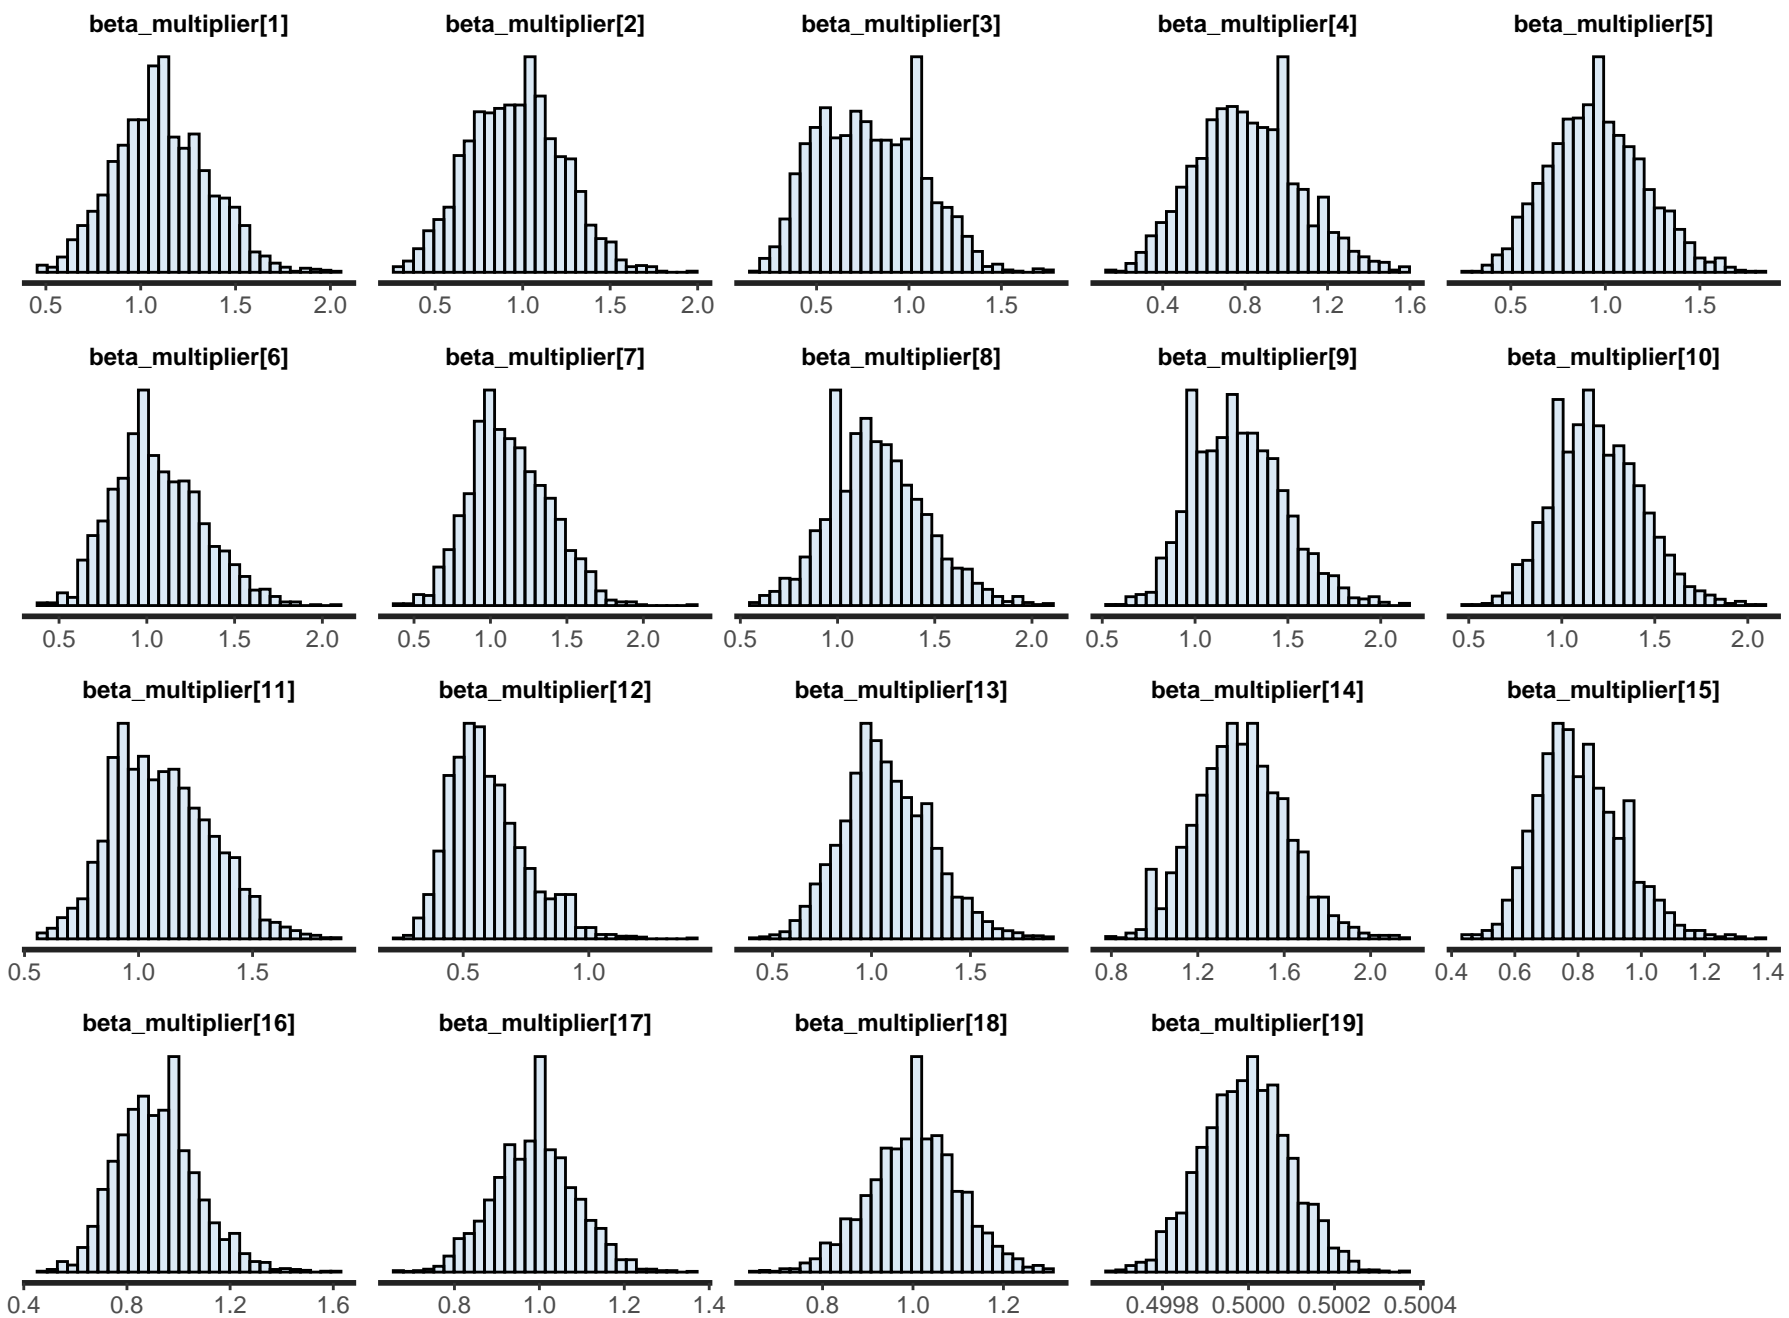 beta_multiplier[1] beta_multiplier[2] beta_multiplier[3] beta_multiplier[4] beta_multiplier[5]
0.5 1.0 1.5 2.0 0.5 1.0 1.5 2.0 0.5 1.0 1.5 0.4 0.8 1.2 1.6 0.5 1.0 1.5
beta_multiplier[6] beta_multiplier[7] beta_multiplier[8] beta_multiplier[9] beta_multiplier[10]
0.5 1.0 1.5 2.0 0.5 1.0 1.5 2.0 0.5 1.0 1.5 2.0 0.5 1.0 1.5 2.0 0.5 1.0 1.5 2.0
beta_multiplier[11] beta_multiplier[12] beta_multiplier[13] beta_multiplier[14] beta_multiplier[15]
0.5 1.0 1.5 0.5 1.0 0.5 1.0 1.5 0.8 1.2 1.6 2.0 0.4 0.6 0.8 1.0 1.2 1.4
beta_multiplier[16] beta_multiplier[17] beta_multiplier[18] beta_multiplier[19]
0.4 0.8 1.2 1.6 0.8 1.0 1.2 1.4 0.8 1.0 1.2 0.4998 0.5000 0.5002 0.5004